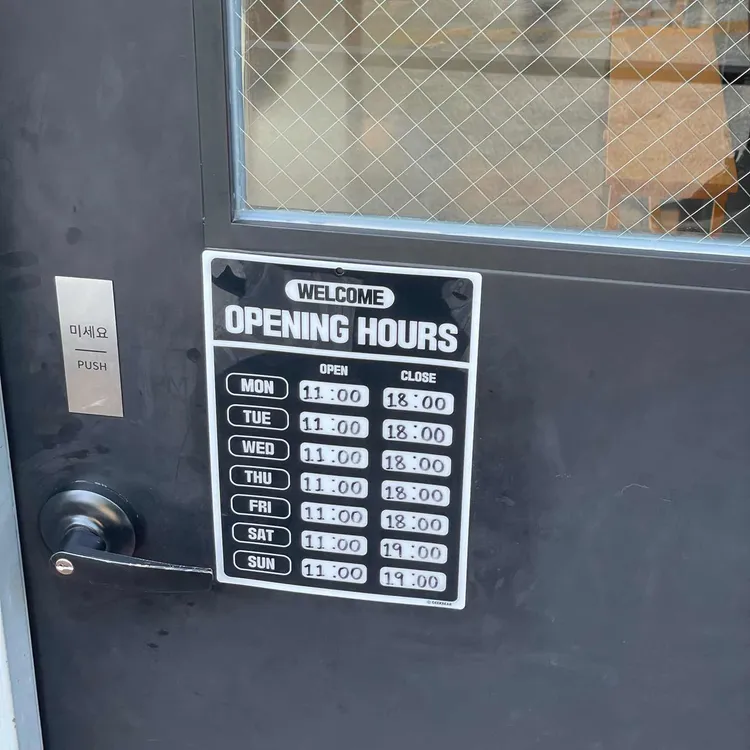 WELCOME
OPENING HOURS
OPEN CLOSE
MON 11:00 18:00
TUE 11:00 18:00
WED 11:00 18:00
THU 11:00 18:00
FRI 11:00 18:00
SAT 11:00 19:00
SUN 11:00 19:00
미세요
PUSH